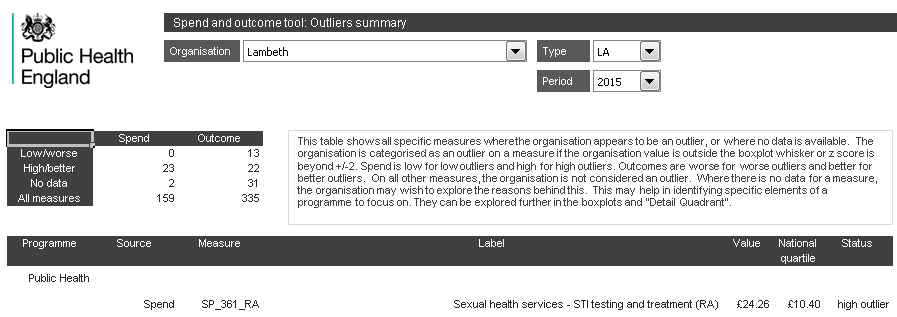 Public Health
England
Spend and outcome tool: Outliers summary
Organisation Lambeth Type LA
Period 2015
Spend Outcome
Low/worse 0 13
High/better 23 22
No data 2 31
All measures 159 335
This table shows all specific measures where the organisation appears to be an outlier, or where no data is available. The
organisation is categorised as an outlier on a measure if the organisation value is outside the boxplot whisker or z score is
beyond +/-2. Spend is low for low outliers and high for high outliers. Outcomes are worse for worse outliers and better for
better outliers. On all other measures, the organisation is not considered an outlier. Where there is no data for a measure,
the organisation may wish to explore the reasons behind this. This may help in identifying specific elements of a
programme to focus on. They can be explored further in the boxplots and "Detail Quadrant".
Programme Source Measure Label Value National Status
quartile
Public Health
Spend SP_361_RA Sexual health services - STI testing and treatment (RA) £24.26 £10.40 high outlier